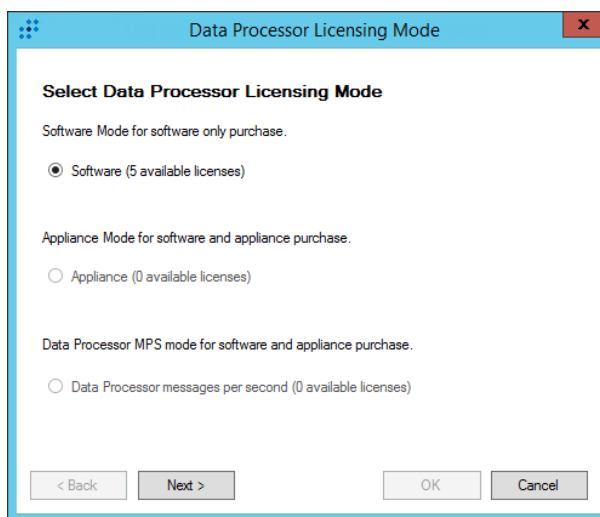 Data Processor Licensing Mode
x
Select Data Processor Licensing Mode
Software Mode for software only purchase.
Software (5 available licenses)
Appliance Mode for software and appliance purchase.
Appliance (0 available licenses)
Data Processor MPS mode for software and appliance purchase.
Data Processor messages per second (0 available licenses)
< Back Next > OK Cancel